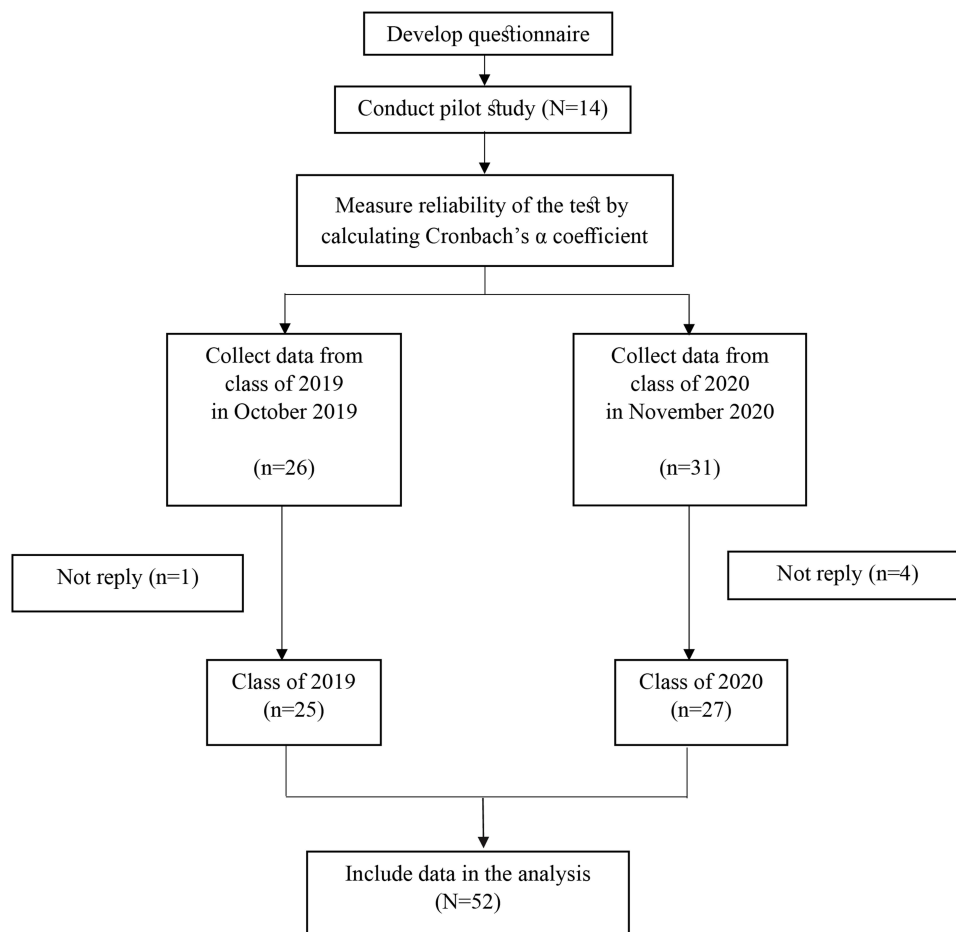 Develop questionnaire
Conduct pilot study (N=14)
Measure reliability of the test by
calculating Cronbach’s α coefficient
Collect data from
class of 2019
in October 2019
(n=26)
Collect data from
class of 2020
in November 2020
(n=31)
Not reply (n=1)
Not reply (n=4)
Class of 2019
(n=25)
Class of 2020
(n=27)
Include data in the analysis
(N=52)